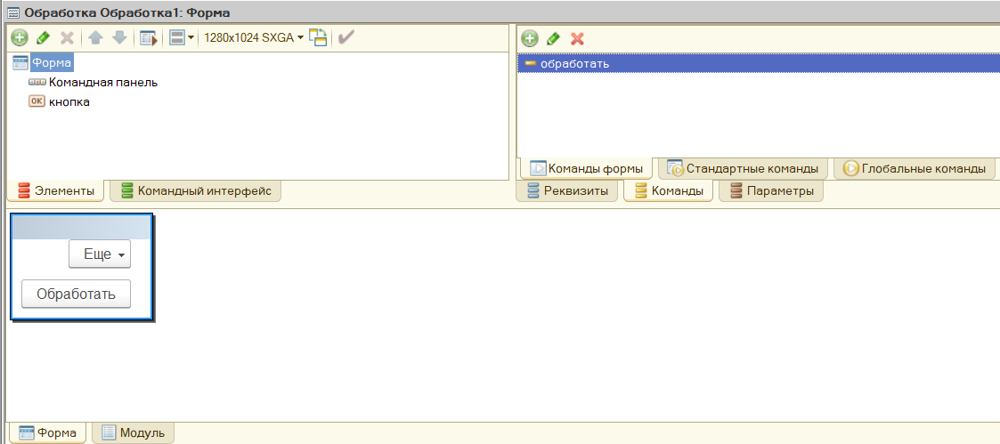 Обработка Обработка1: Форма
1280x1024 SXGA
Форма
Командная панель
OK кнопка
Элементы Командный интерфейс
обработать
Команды формы Стандартные команды Глобальные команды
Реквизиты Команды Параметры
Еще
Обработать
Форма Модуль